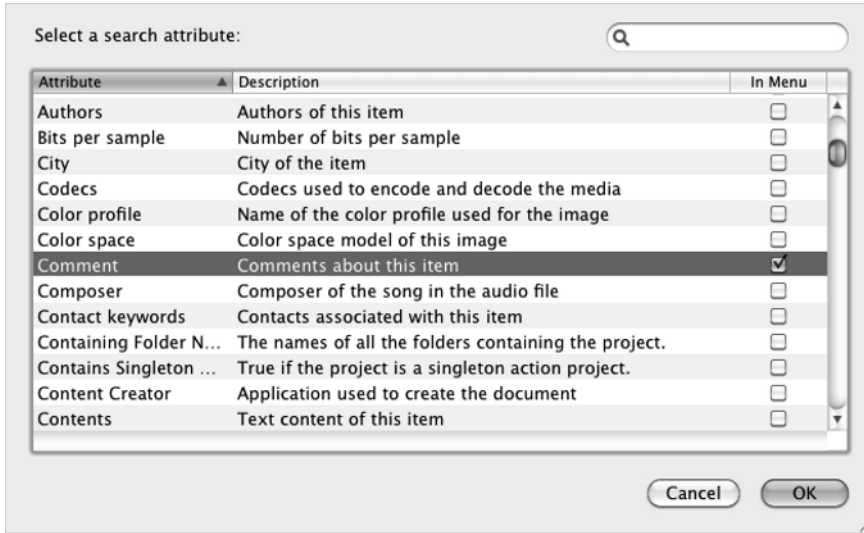 Select a search attribute:
Attribute Description In Menu
Authors Authors of this item
Bits per sample Number of bits per sample
City City of the item
Codecs Codecs used to encode and decode the media
Color profile Name of the color profile used for the image
Color space Color space model of this image
Comment Comments about this item
Composer Composer of the song in the audio file
Contact keywords Contacts associated with this item
Containing Folder N... The names of all the folders containing the project.
Contains Singleton ... True if the project is a singleton action project.
Content Creator Application used to create the document
Contents Text content of this item
Cancel OK